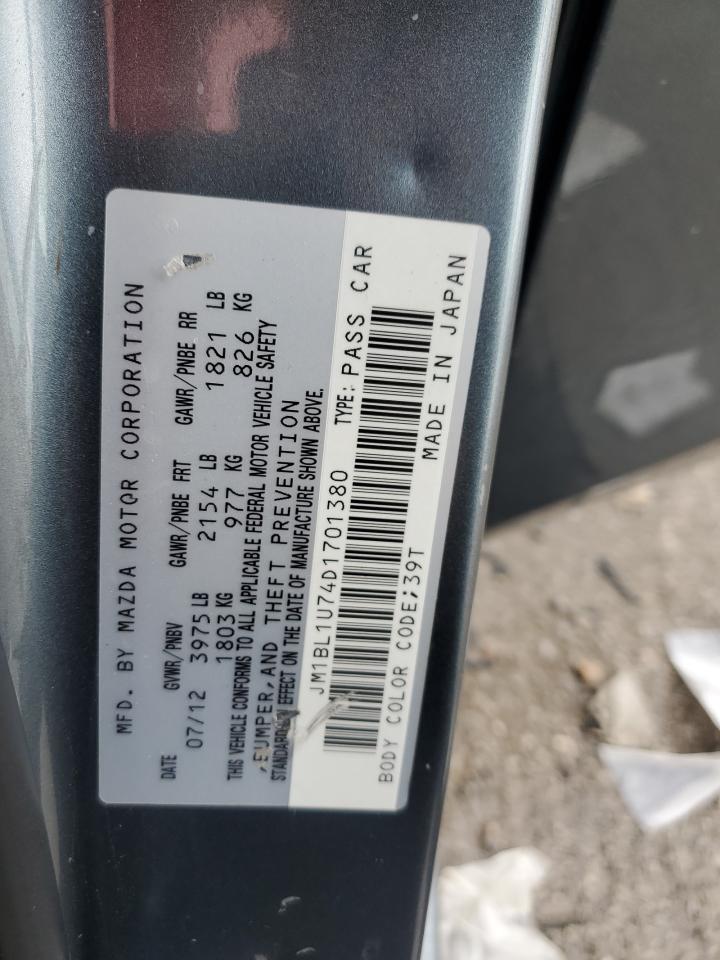 MFD. BY MAZDA MOTOR CORPORATION
DATE GVWR/PNBV GAWR/PNBE FRT GAWR/PNBE RR
07/12 3975 LB 2154 LB 1821 LB
1803 KG 977 KG 826 KG
THIS VEHICLE CONFORMS TO ALL APPLICABLE FEDERAL MOTOR VEHICLE SAFETY
,BUMPER,AND THEFT PREVENTION
STANDARDS IN EFFECT ON THE DATE OF MANUFACTURE SHOWN ABOVE.
JM1BL1U74D1701380 TYPE: PASS CAR
BODY COLOR CODE;39T MADE IN JAPAN